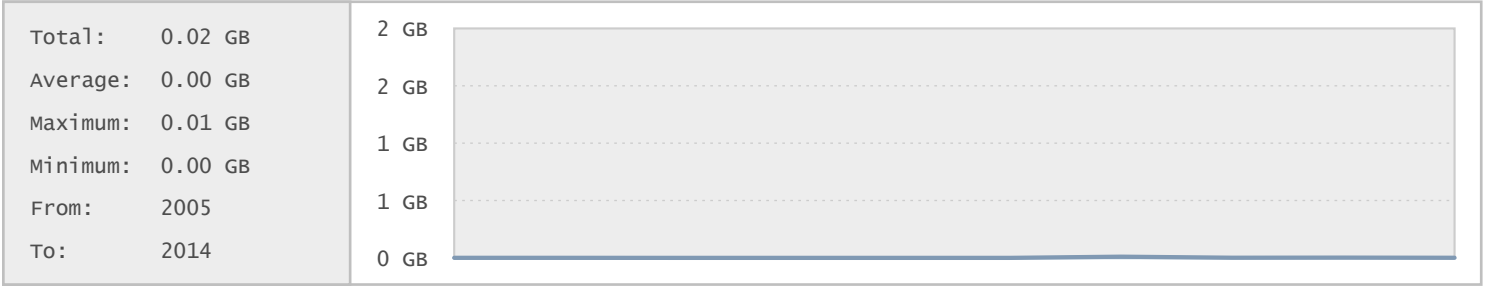 Total: 0.02 GB
Average: 0.00 GB
Maximum: 0.01 GB
Minimum: 0.00 GB
From: 2005
To: 2014
2 GB
2 GB
1 GB
1 GB
0 GB